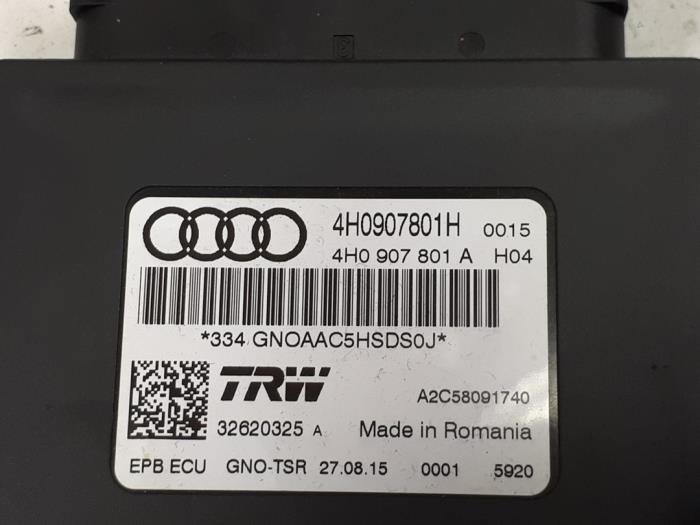 4H0907801H 0015
4H0 907 801 A H04
*334 GNOAAC5HSDS0J*
TRW A2C58091740
32620325 A Made in Romania
EPB ECU GNO-TSR 27.08.15 0001 5920